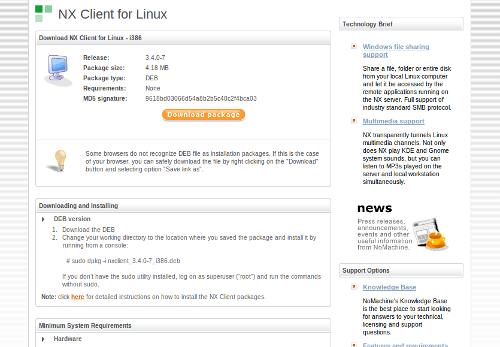 NX Client for Linux
Download NX Client for Linux - i386
Release: 3.4.0-7
Package size: 4.18 MB
Package type: DEB
Requirements: None
MD5 signature: 9618bd03066d54a8b2b5c48c2f4bca03
Download package
Some browsers do not recognize DEB file as installation packages. If this is the case
of your browser, you can safely download the file by right clicking on the "Download"
button and selecting option "Save link as".
Downloading and Installing
DEB version
1. Download the DEB
2. Change your working directory to the location where you saved the package and install it by
running from a console:
# sudo dpkg -i nxclient_3.4.0-7_i386.deb
If you don't have the sudo utility installed, log on as superuser ("root") and run the commands
without sudo.
Note: click here for detailed instructions on how to install the NX Client packages.
Minimum System Requirements
Hardware
Technology Brief
Windows file sharing
support
Share a file, folder or entire disk
from your local Linux computer
and let it be accessed by the
remote applications running on
the NX server. Full support of
industry standard SMB protocol.
Multimedia support
NX transparently tunnels Linux
multimedia channels. Not only
does NX play KDE and Gnome
system sounds, but you can
listen to MP3s played on the
server and local workstation
simultaneously.
news
Press releases,
announcements,
events and other
useful information
from NoMachine.
Support Options
Knowledge Base
NoMachine's Knowledge Base
is the best place to start looking
for answers to your technical,
licensing and support
questions.
Features and requirements